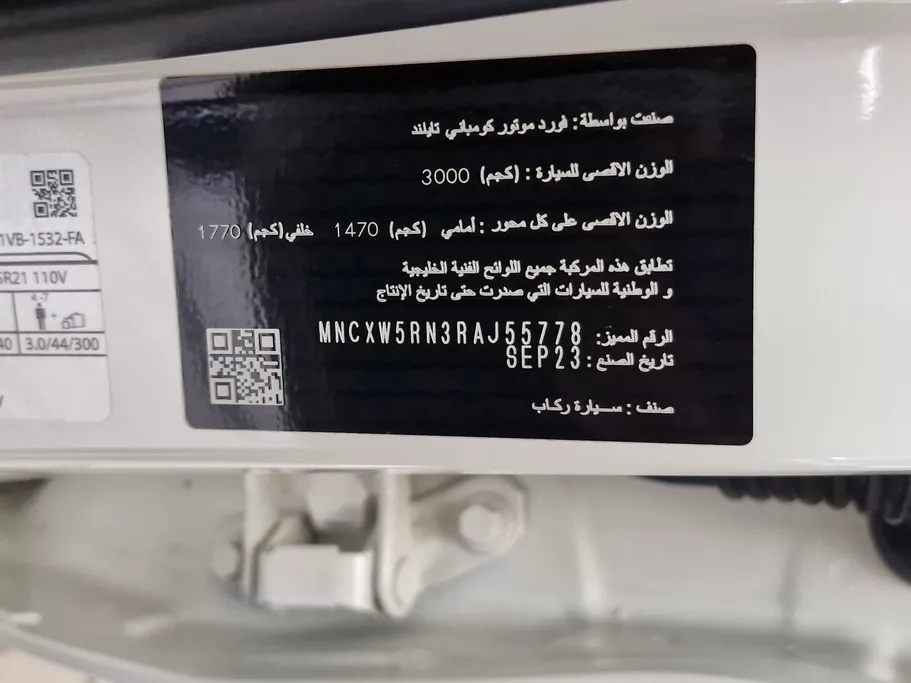 صنعت بواسطة: فورد موتور كومباني تايلند
الوزن الاقصى للسيارة : (كجم) 3000
الوزن الاقصى على كل محور : أمامي (كجم) 1470 خلفي(كجم) 1770
تطابق هذه المركبة جميع اللوائح الفنية الخليجية
و الوطنية للسيارات التي صدرت حتى تاريخ الإنتاج
الرقم المميز: MNCXW5RN3RAJ55778
تاريخ الصنع : SEP23
صنف : سيارة ركاب
1VB-1532-FA
R21 110V
4-7
40 3.0/44/300